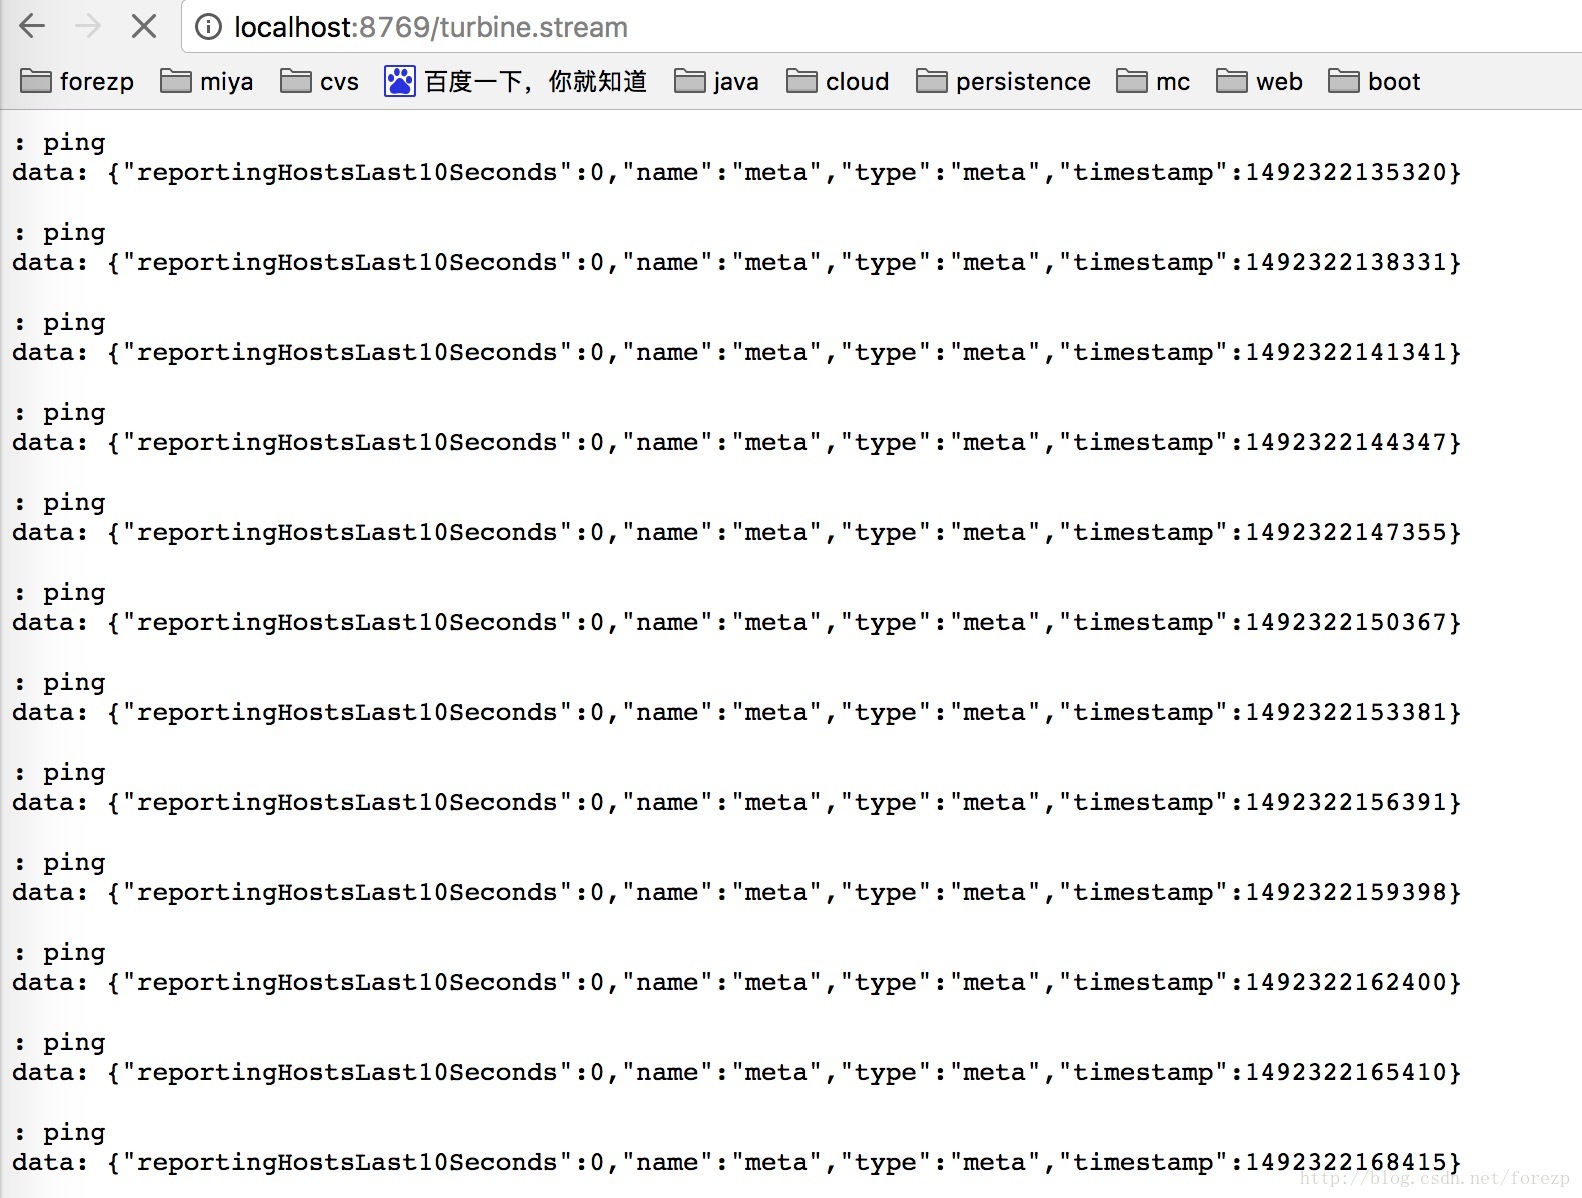 localhost:8769/turbine.stream
forezp miya cvs 百度一下，你就知道 java cloud persistence mc web boot
: ping
data: {"reportingHostsLast10Seconds":0,"name":"meta","type":"meta","timestamp":1492322135320}
: ping
data: {"reportingHostsLast10Seconds":0,"name":"meta","type":"meta","timestamp":1492322138331}
: ping
data: {"reportingHostsLast10Seconds":0,"name":"meta","type":"meta","timestamp":1492322141341}
: ping
data: {"reportingHostsLast10Seconds":0,"name":"meta","type":"meta","timestamp":1492322144347}
: ping
data: {"reportingHostsLast10Seconds":0,"name":"meta","type":"meta","timestamp":1492322147355}
: ping
data: {"reportingHostsLast10Seconds":0,"name":"meta","type":"meta","timestamp":1492322150367}
: ping
data: {"reportingHostsLast10Seconds":0,"name":"meta","type":"meta","timestamp":1492322153381}
: ping
data: {"reportingHostsLast10Seconds":0,"name":"meta","type":"meta","timestamp":1492322156391}
: ping
data: {"reportingHostsLast10Seconds":0,"name":"meta","type":"meta","timestamp":1492322159398}
: ping
data: {"reportingHostsLast10Seconds":0,"name":"meta","type":"meta","timestamp":1492322162400}
: ping
data: {"reportingHostsLast10Seconds":0,"name":"meta","type":"meta","timestamp":1492322165410}
: ping
data: {"reportingHostsLast10Seconds":0,"name":"meta","type":"meta","timestamp":1492322168415}
http://blog.csdn.net/forezp